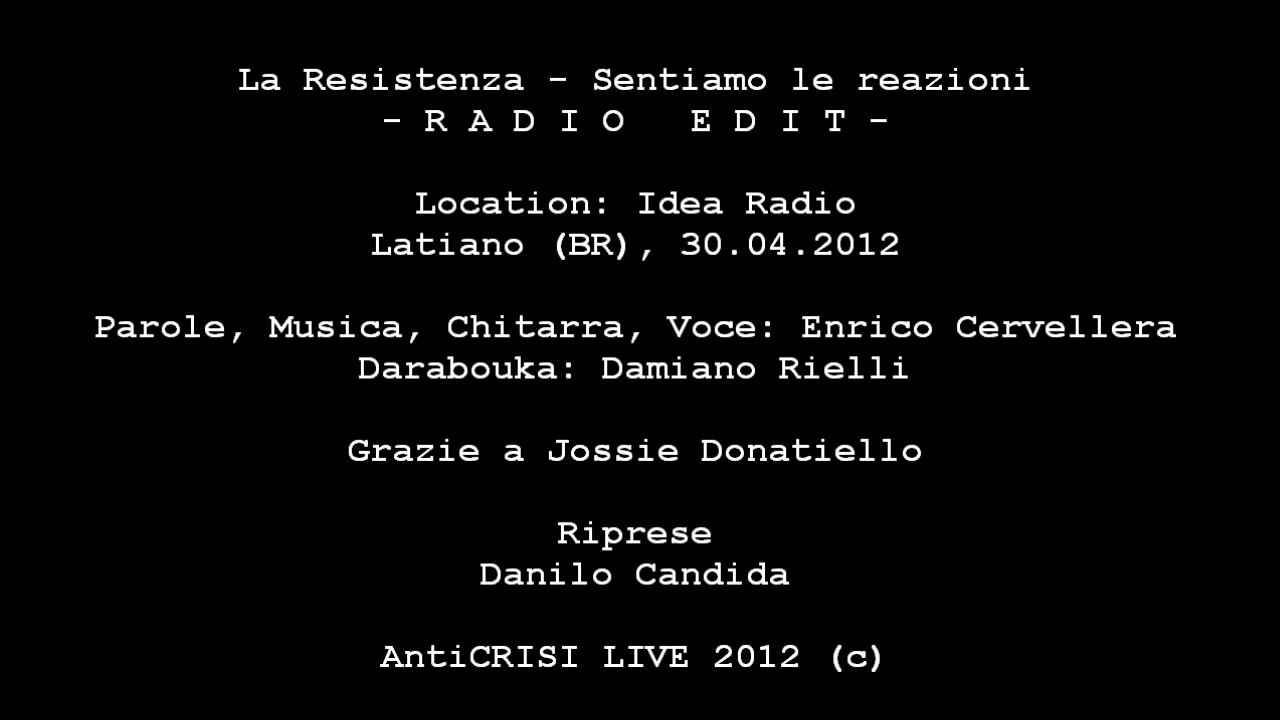 La Resistenza - Sentiamo le reazioni
- R A D I O   E D I T -
Location: Idea Radio
Latiano (BR), 30.04.2012
Parole, Musica, Chitarra, Voce: Enrico Cervellera
Darabouka: Damiano Rielli
Grazie a Jossie Donatiello
Riprese
Danilo Candida
AntiCRISI LIVE 2012 (c)